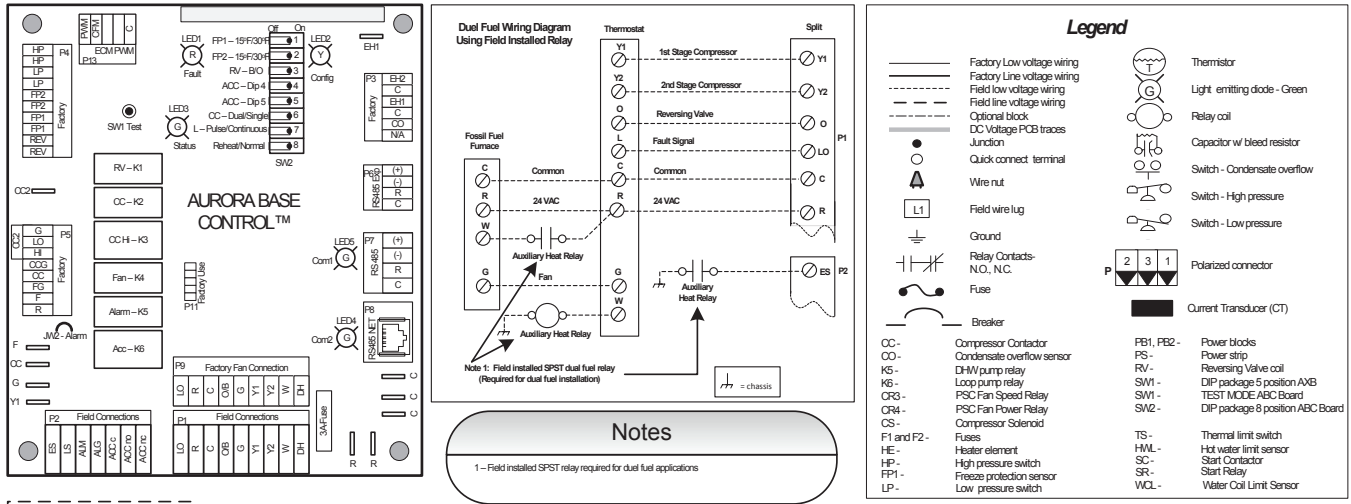 Off
On
PWM
CFM
C
ECM PWM
P13
HP
HP
LP
LP
FP2
FP2
FP1
FP1
REV
REV
P4
Factory
LED1
R
Fault
FP1 – 15°F/30°F
FP2 – 15°F/30°F
RV – B/O
ACC – Dip 4
ACC – Dip 5
CC – Dual/Single
L – Pulse/Continuous
Reheat/Normal
1
2
3
4
5
6
7
8
SW2
LED2
Y
Config
EH1
P3
Factory
EH2
C
EH1
C
CO
N/A
SW1 Test
LED3
G
Status
RV – K1
CC – K2
CC Hi – K3
Fan – K4
Alarm – K5
Acc – K6
AURORA BASE
CONTROL™
CC2
P6
RS485 Exp
(+)
(-)
R
C
CC2
G
LO
HI
CCG
CC
FG
F
R
P5
Factory
P11
Factory Use
LED5
Com1
G
P7
RS 485
(+)
(-)
R
C
LED4
Com2
G
P8
RS485 NET
JW2 - Alarm
F
CC
G
Y1
P9
Factory Fan Connection
LO
R
C
O/B
G
Y1
Y2
W
DH
P2
Field Connections
ES
LS
ALM
ALG
ACC c
ACC no
ACC nc
P1
Field Connections
LO
R
C
O/B
G
Y1
Y2
W
DH
3A-Fuse
R
R
C
C
C
Duel Fuel Wiring Diagram
Using Field Installed Relay
Thermostat
Split
Y1
1st Stage Compressor
Y1
Y2
2nd Stage Compressor
Y2
O
Reversing Valve
O
P1
L
Fault Signal
LO
Fossil Fuel
Furnace
C
Common
C
Common
C
R
24 VAC
R
24 VAC
R
W
Auxiliary Heat Relay
G
Fan
G
ES
P2
W
Auxiliary
Heat Relay
Auxiliary Heat Relay
Note 1: Field installed SPST dual fuel relay
(Required for dual fuel installation)
= chassis
Notes
1 – Field installed SPST relay required for duel fuel applications
Legend
Factory Low voltage wiring
Factory Line voltage wiring
Field low voltage wiring
Field line voltage wiring
Optional block
DC Voltage PCB traces
Junction
Quick connect terminal
Wire nut
L1
Field wire lug
Ground
Relay Contacts-
N.O., N.C.
Fuse
Breaker
T
Thermistor
G
Light emitting diode - Green
Relay coil
Capacitor w/ bleed resistor
Switch - Condensate overflow
Switch - High pressure
Switch - Low pressure
P
2 3 1
Polarized connector
Current Transducer (CT)
CC - Compressor Contactor
CO - Condensate overflow sensor
K5 - DHW pump relay
K6 - Loop pump relay
CR3 - PSC Fan Speed Relay
CR4 - PSC Fan Power Relay
CS - Compressor Solenoid
F1 and F2 - Fuses
HE - Heater element
HP - High pressure switch
FP1 - Freeze protection sensor
LP - Low pressure switch
PB1, PB2 - Power blocks
PS - Power strip
RV - Reversing Valve coil
SW1 - DIP package 5 position AXB
SW1 - TEST MODE ABC Board
SW2 - DIP package 8 position ABC Board
TS - Thermal limit switch
HWL - Hot water limit sensor
SC - Start Contactor
SR - Start Relay
WCL - Water Coil Limit Sensor